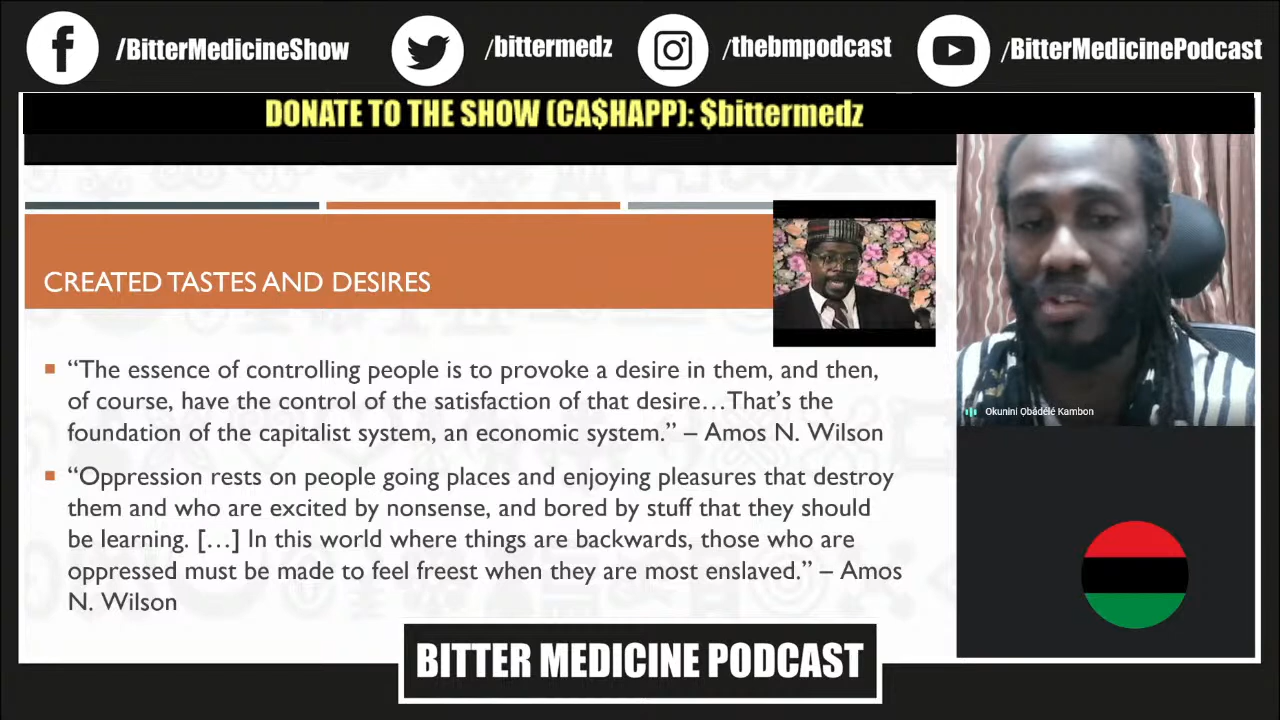 /BitterMedicineShow
/bittermedz
/thebmpodcast
/BitterMedicinePodcast
DONATE TO THE SHOW (CA$HAPP): $bittermedz
CREATED TASTES AND DESIRES
“The essence of controlling people is to provoke a desire in them, and then,
of course, have the control of the satisfaction of that desire…That’s the
foundation of the capitalist system, an economic system.” – Amos N. Wilson
“Oppression rests on people going places and enjoying pleasures that destroy
them and who are excited by nonsense, and bored by stuff that they should
be learning. […] In this world where things are backwards, those who are
oppressed must be made to feel freest when they are most enslaved.” – Amos
N. Wilson
Okunini Ọbádélé Kambon
BITTER MEDICINE PODCAST